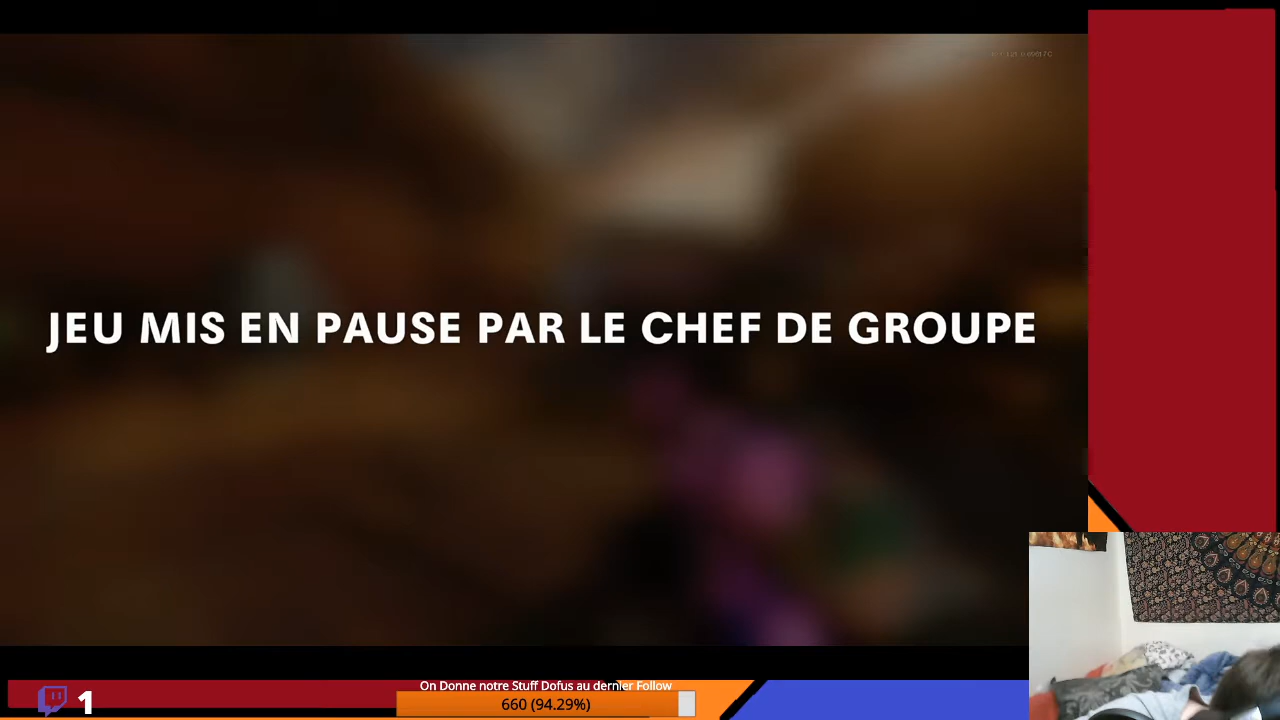 JEU MIS EN PAUSE PAR LE CHEF DE GROUPE
On Donne notre Stuff Dofus au dernier Follow
1
660 (94.29%)